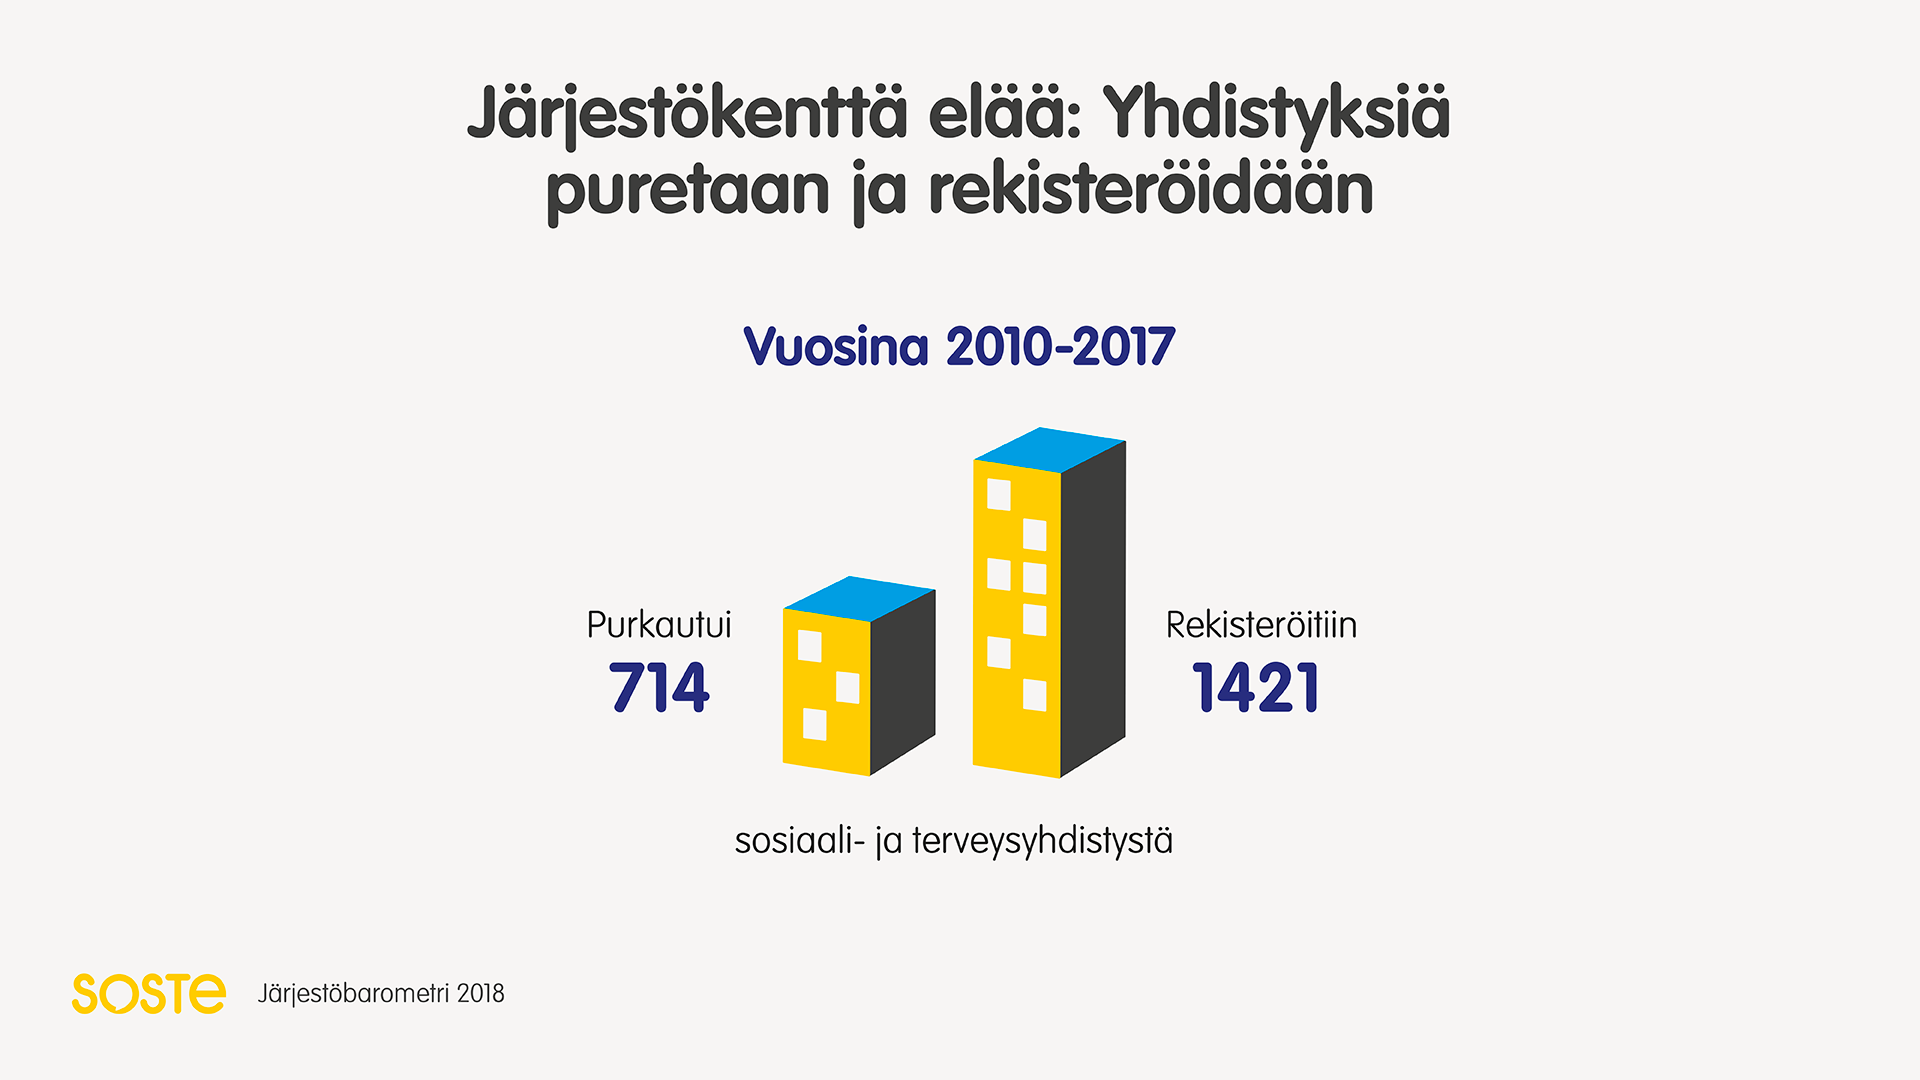 Järjestökenttä elää: Yhdistyksiä
puretaan ja rekisteröidään
Vuosina 2010-2017
Purkautui
714
Rekisteröitiin
1421
sosiaali- ja terveysyhdistystä
SOSTE
Järjestöbarometri 2018